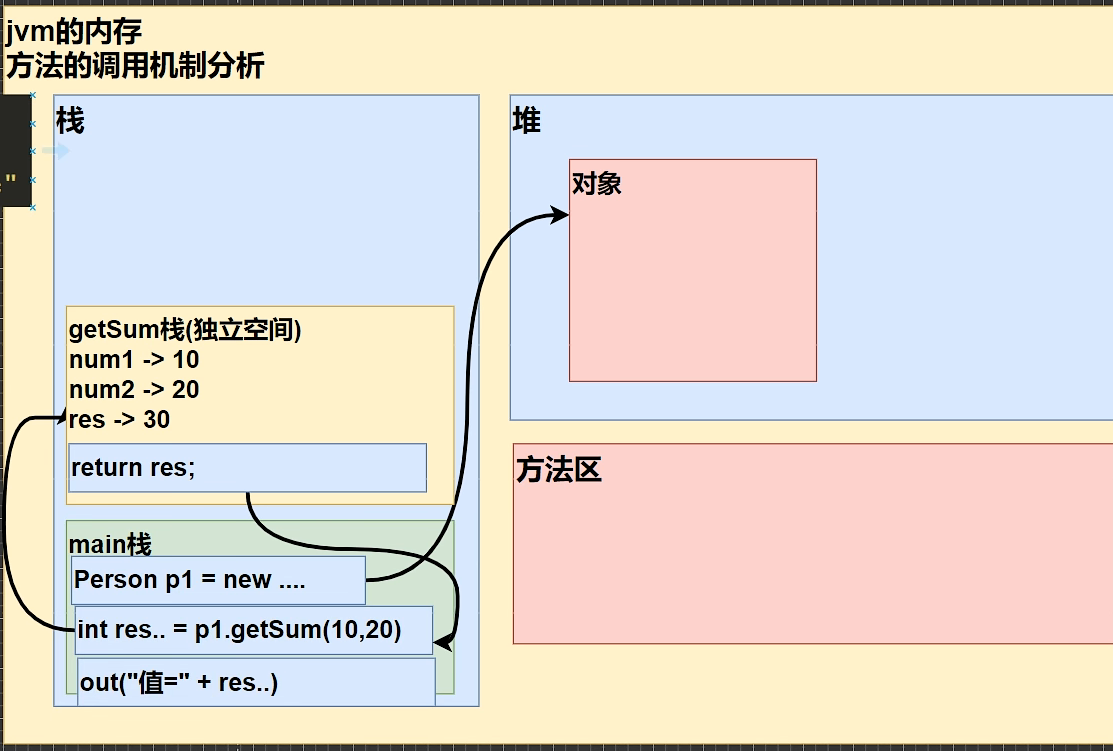 jvm的内存
方法的调用机制分析
"
栈
getSum栈(独立空间)
num1 -> 10
num2 -> 20
res -> 30
return res;
main栈
Person p1 = new ....
int res.. = p1.getSum(10,20)
out("值=" + res..)
堆
对象
方法区